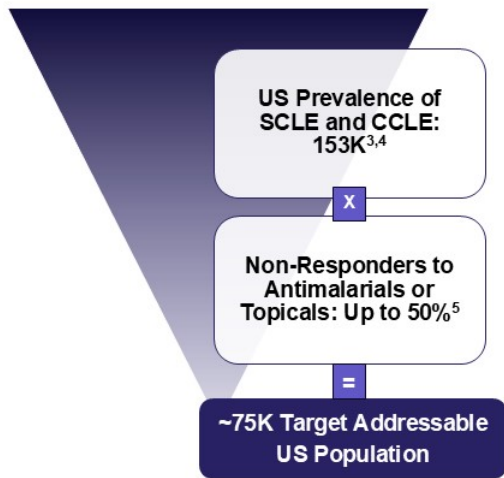 US Prevalence of
SCLE and CCLE:
153K3,4
X
Non-Responders to
Antimalarials or
Topicals: Up to 50%5
=
~75K Target Addressable
US Population